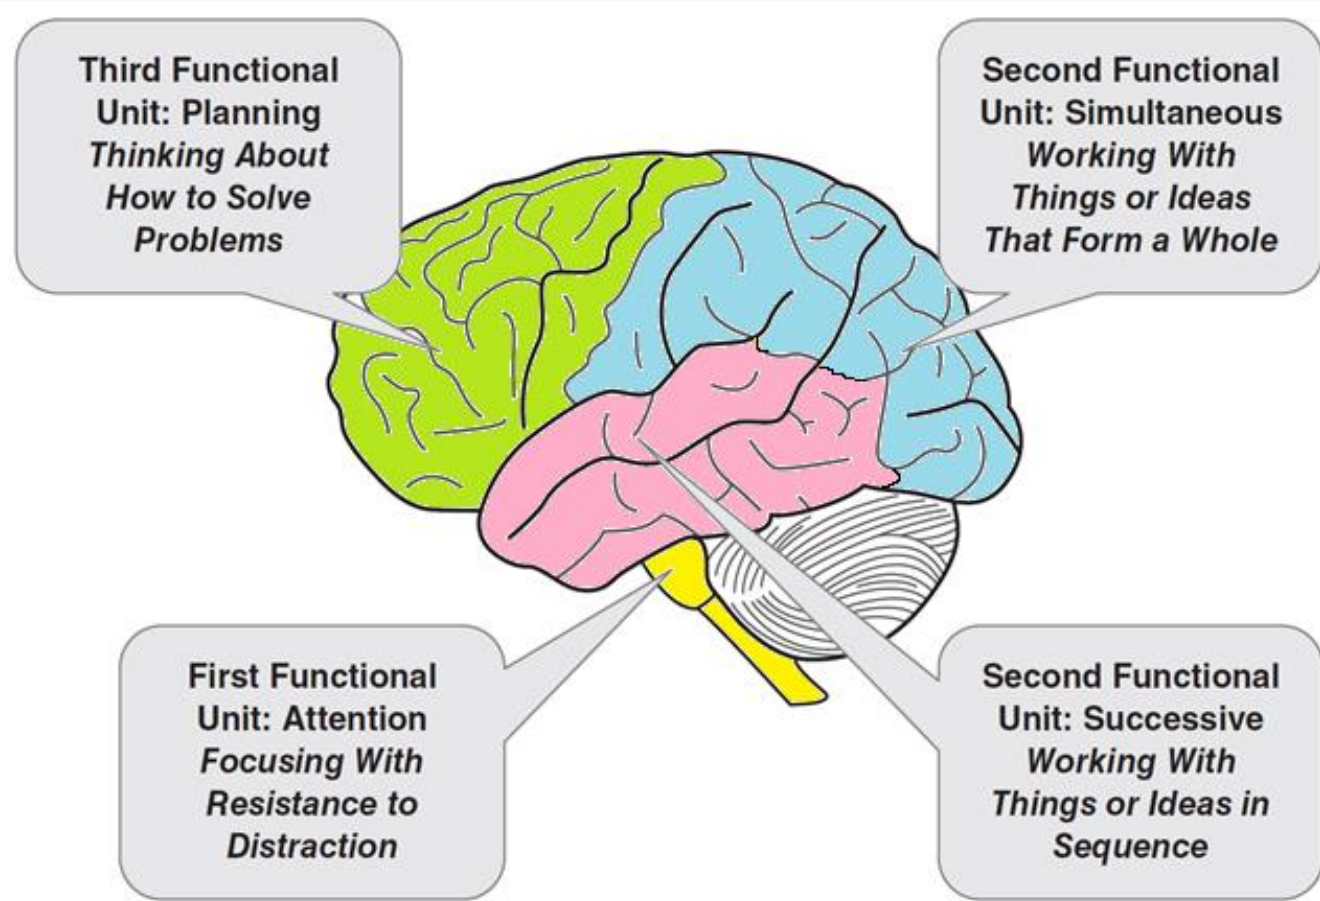 Third Functional
Unit: Planning
Thinking About
How to Solve
Problems
Second Functional
Unit: Simultaneous
Working With
Things or Ideas
That Form a Whole
First Functional
Unit: Attention
Focusing With
Resistance to
Distraction
Second Functional
Unit: Successive
Working With
Things or Ideas in
Sequence